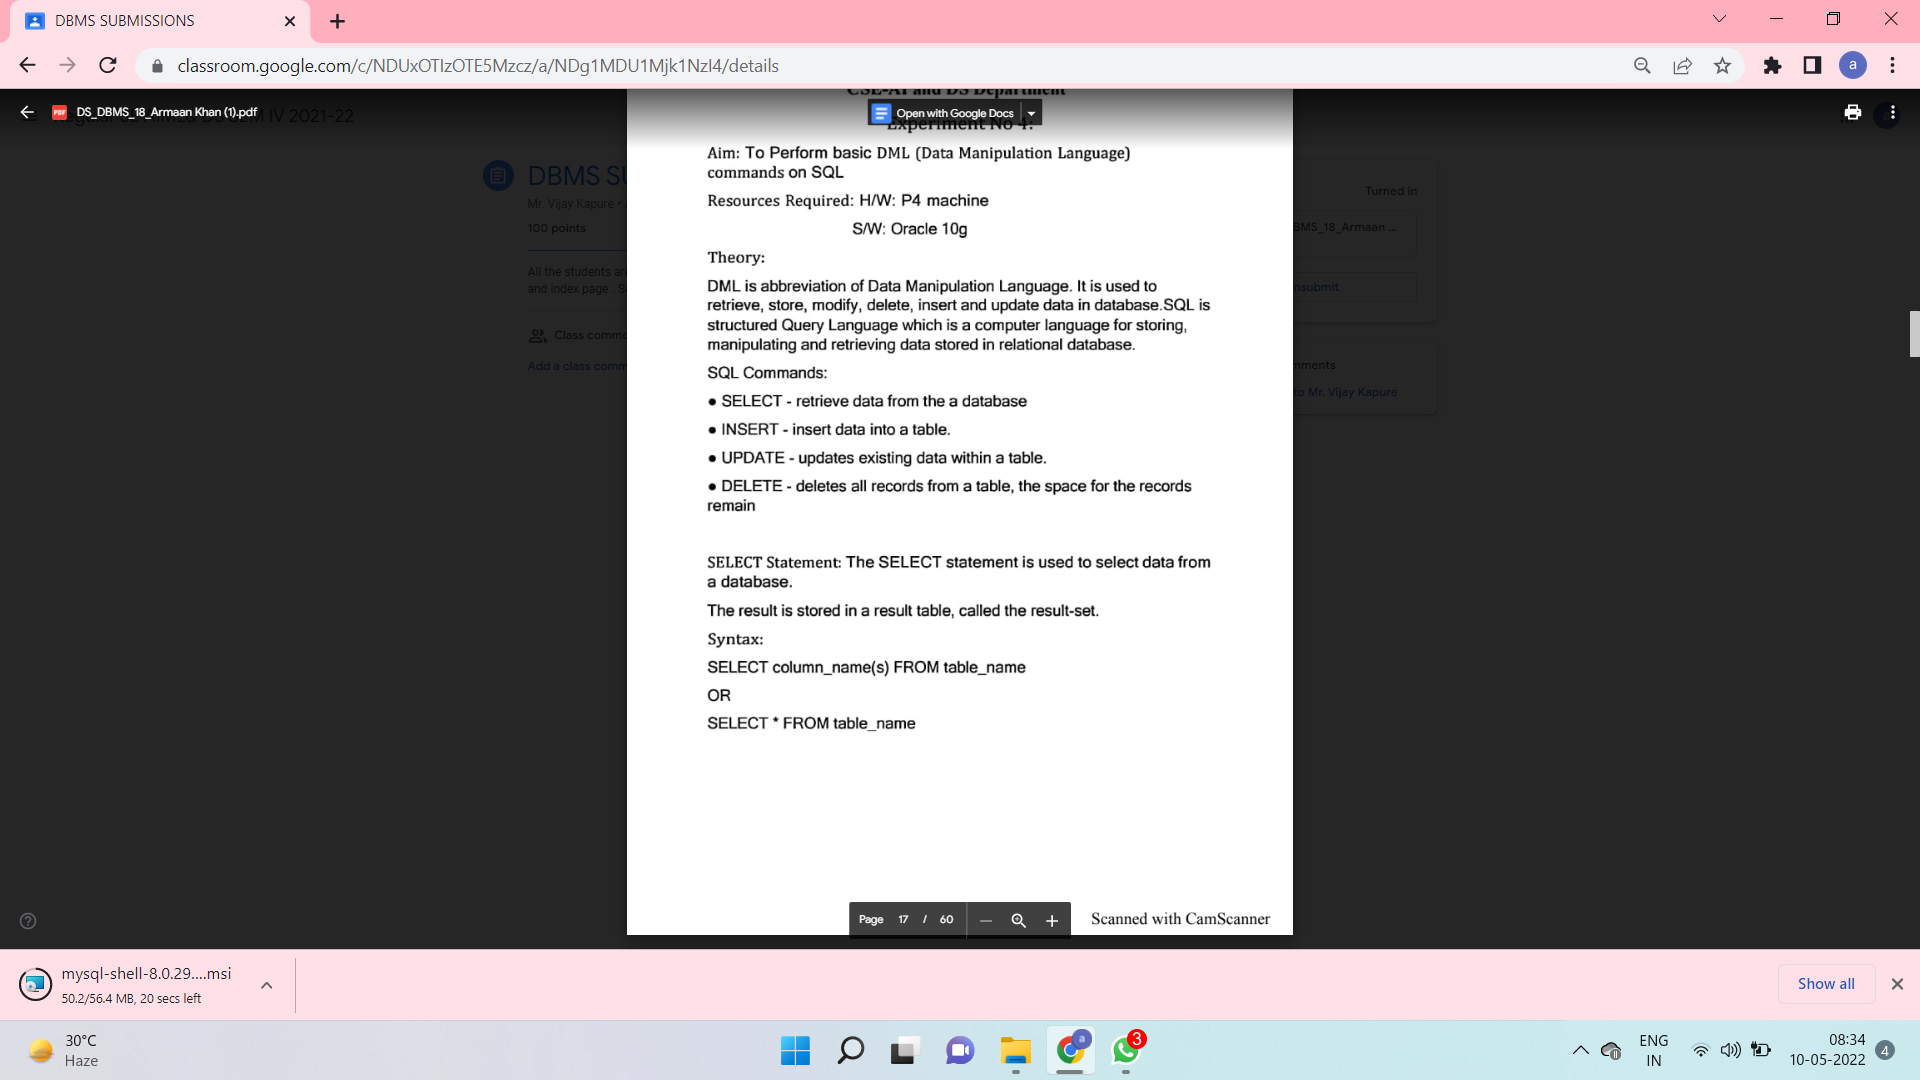 DBMS SUBMISSIONS
classroom.google.com/c/NDUxOTIzOTE5Mzcz/a/NDg1MDU1Mjk1NzI4/details
a
DS_DBMS_18_Armaan Khan (1).pdf
IV 2021-22
CSE-AI and DS Department
Open with Google Docs
Experiment No 4:
Aim: To Perform basic DML (Data Manipulation Language)
commands on SQL
Resources Required: H/W: P4 machine
S/W: Oracle 10g
Theory:
DML is abbreviation of Data Manipulation Language. It is used to
retrieve, store, modify, delete, insert and update data in database.SQL is
structured Query Language which is a computer language for storing,
manipulating and retrieving data stored in relational database.
SQL Commands:
● SELECT - retrieve data from the a database
● INSERT - insert data into a table.
● UPDATE - updates existing data within a table.
● DELETE - deletes all records from a table, the space for the records
remain
SELECT Statement: The SELECT statement is used to select data from
a database.
The result is stored in a result table, called the result-set.
Syntax:
SELECT column_name(s) FROM table_name
OR
SELECT * FROM table_name
Page 17 / 60
Scanned with CamScanner
DBMS SU
Mr. Vijay Kapure •
100 points
All the students are
and index page . S
Class comme
Add a class comm
Turned in
BMS_18_Armaan ...
nsubmit
mments
to Mr. Vijay Kapure
mysql-shell-8.0.29....msi
50.2/56.4 MB, 20 secs left
Show all
30°C
Haze
a
3
ENG
IN
08:34
10-05-2022
4